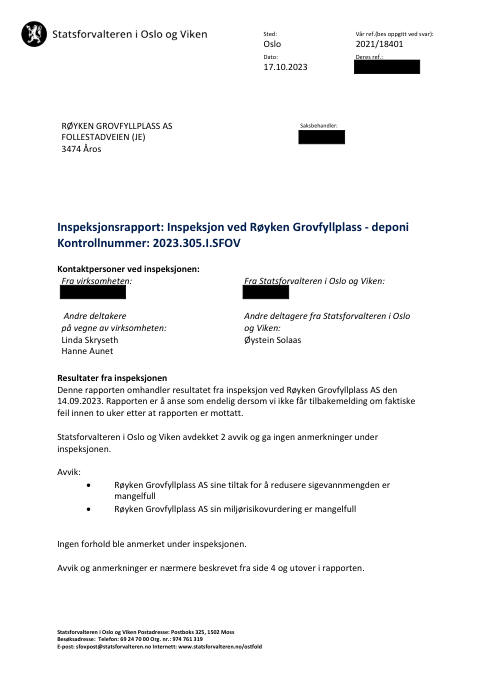 Statsforvalteren i Oslo og Viken
Sted:
Oslo
Dato:
17.10.2023
Vår ref.(bes oppgitt ved svar):
2021/18401
Deres ref.:
RØYKEN GROVFYLLPLASS AS
FOLLESTADVEIEN (JE)
3474 Åros
Saksbehandler:
Inspeksjonsrapport: Inspeksjon ved Røyken Grovfyllplass - deponi
Kontrollnummer: 2023.305.I.SFOV
Kontaktpersoner ved inspeksjonen:
Fra virksomheten:
Fra Statsforvalteren i Oslo og Viken:
Andre deltakere
på vegne av virksomheten:
Linda Skryseth
Hanne Aunet
Andre deltagere fra Statsforvalteren i Oslo
og Viken:
Øystein Solaas
Resultater fra inspeksjonen
Denne rapporten omhandler resultatet fra inspeksjon ved Røyken Grovfyllplass AS den
14.09.2023. Rapporten er å anse som endelig dersom vi ikke får tilbakemelding om faktiske
feil innen to uker etter at rapporten er mottatt.
Statsforvalteren i Oslo og Viken avdekket 2 avvik og ga ingen anmerkninger under
inspeksjonen.
Avvik:
• Røyken Grovfyllplass AS sine tiltak for å redusere sigevannmengden er
mangelfull
• Røyken Grovfyllplass AS sin miljørisikovurdering er mangelfull
Ingen forhold ble anmerket under inspeksjonen.
Avvik og anmerkninger er nærmere beskrevet fra side 4 og utover i rapporten.
Statsforvalteren i Oslo og Viken Postadresse: Postboks 325, 1502 Moss
Besøksadresse: Telefon: 69 24 70 00 Org. nr.: 974 761 319
E-post: sfovpost@statsforvalteren.no Internett: www.statsforvalteren.no/ostfold